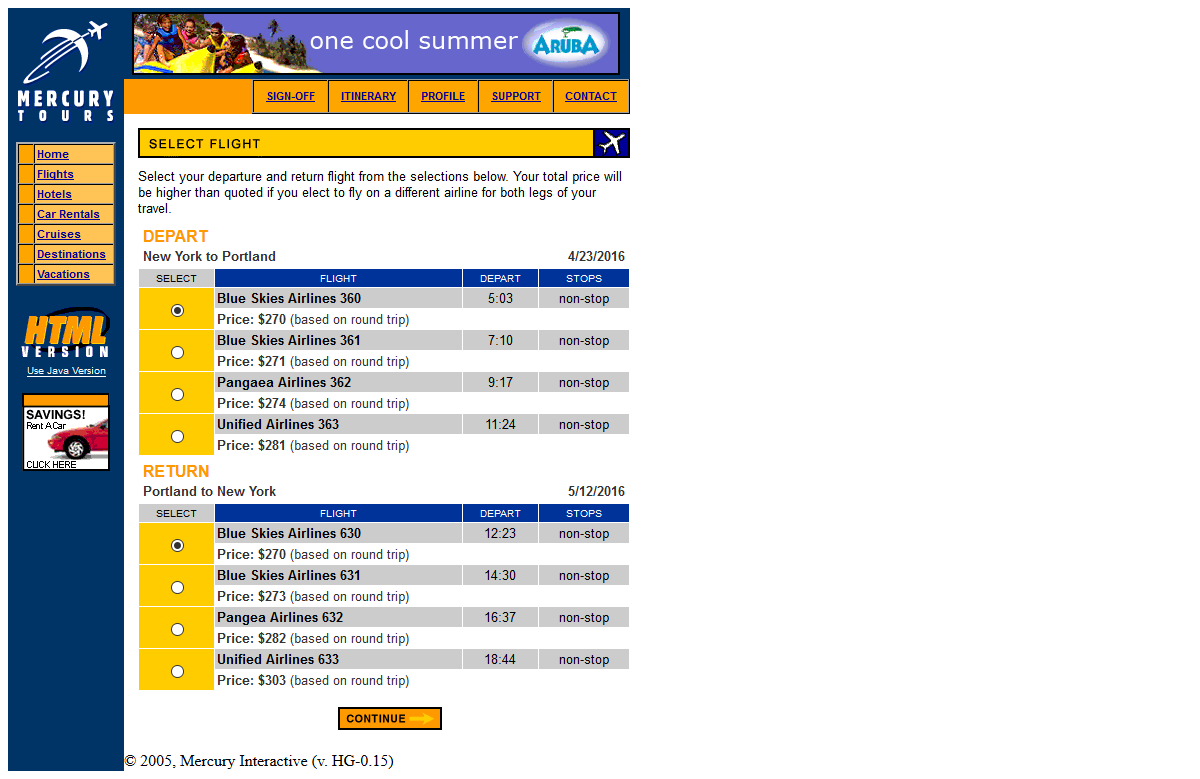 one cool summer ARUBA
MERCURY
TOURS
SIGN-OFF ITINERARY PROFILE SUPPORT CONTACT
Home
Flights
Hotels
Car Rentals
Cruises
Destinations
Vacations
HTML
VERSION
Use Java Version
SAVINGS!
Rent A Car
CLICK HERE
SELECT FLIGHT
Select your departure and return flight from the selections below. Your total price will
be higher than quoted if you elect to fly on a different airline for both legs of your
travel.
DEPART
New York to Portland 4/23/2016
SELECT FLIGHT DEPART STOPS
Blue Skies Airlines 360 5:03 non-stop
Price: $270 (based on round trip)
Blue Skies Airlines 361 7:10 non-stop
Price: $271 (based on round trip)
Pangaea Airlines 362 9:17 non-stop
Price: $274 (based on round trip)
Unified Airlines 363 11:24 non-stop
Price: $281 (based on round trip)
RETURN
Portland to New York 5/12/2016
SELECT FLIGHT DEPART STOPS
Blue Skies Airlines 630 12:23 non-stop
Price: $270 (based on round trip)
Blue Skies Airlines 631 14:30 non-stop
Price: $273 (based on round trip)
Pangea Airlines 632 16:37 non-stop
Price: $282 (based on round trip)
Unified Airlines 633 18:44 non-stop
Price: $303 (based on round trip)
CONTINUE
© 2005, Mercury Interactive (v. HG-0.15)